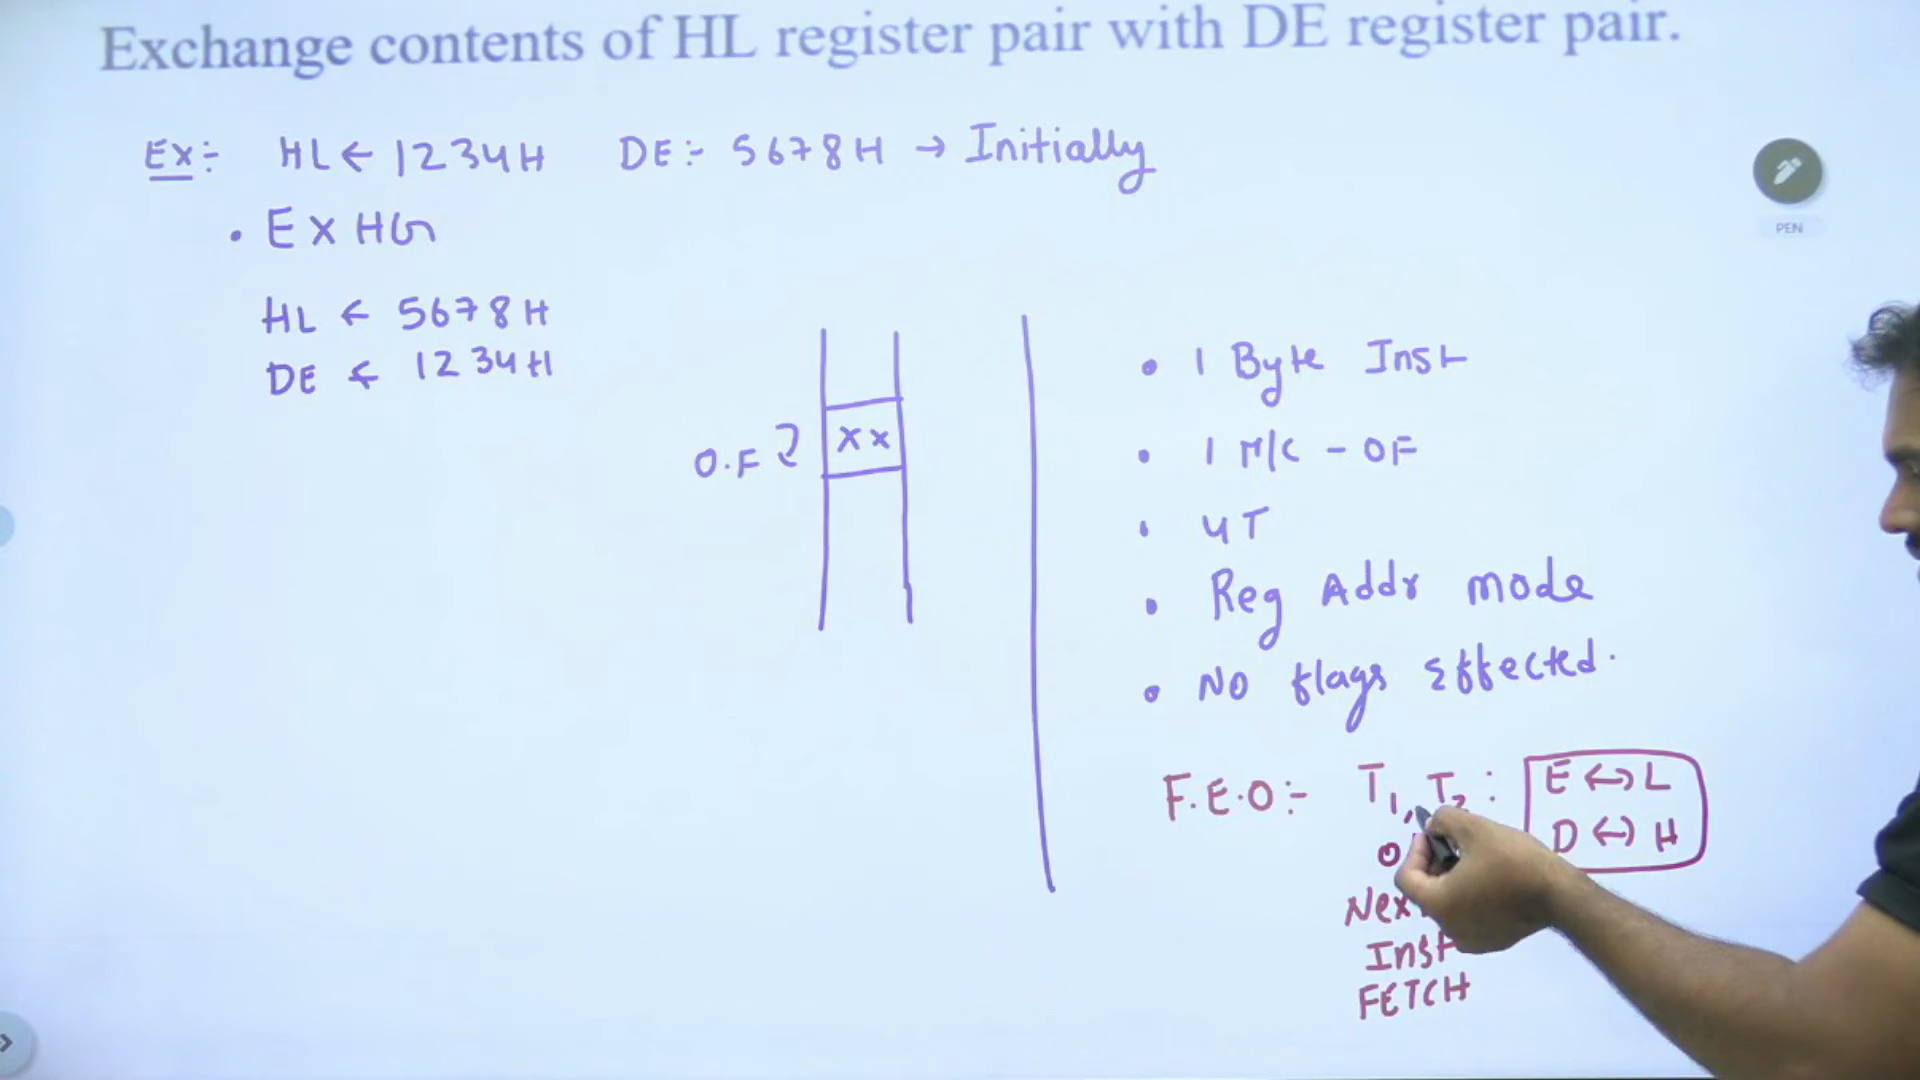 Exchange contents of HL register pair with DE register pair.
Ex:- HL ← 1234H DE:- 5678H → Initially
• EXHG
HL ← 5678H
DE ← 1234H
O.F
XX
• 1 Byte Inst
• 1 M/C - OF
• 4T
• Reg Addr mode
• No flags Effected.
F.E.O:- T1, T2 :
E ↔ L
D ↔ H
Inst
FETCH
PEN